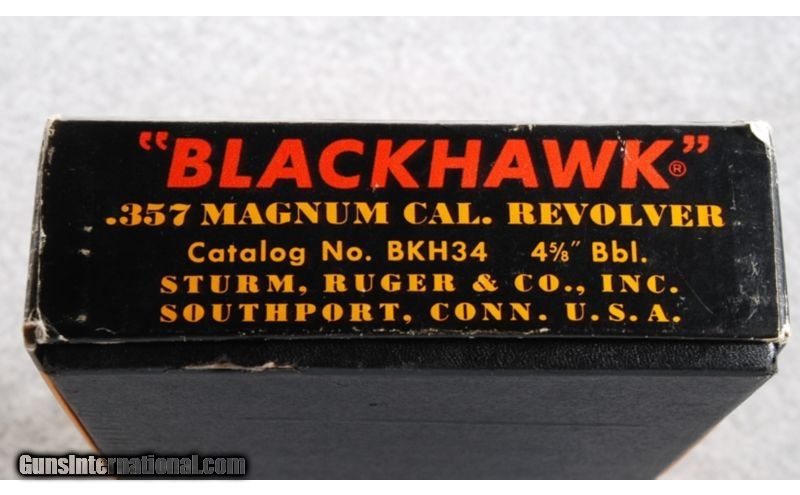 “BLACKHAWK”®
.357 MAGNUM CAL. REVOLVER
Catalog No. BKH34 4⅝″ Bbl.
STURM, RUGER & CO., INC.
SOUTHPORT, CONN. U.S.A.
GunsInternational.com